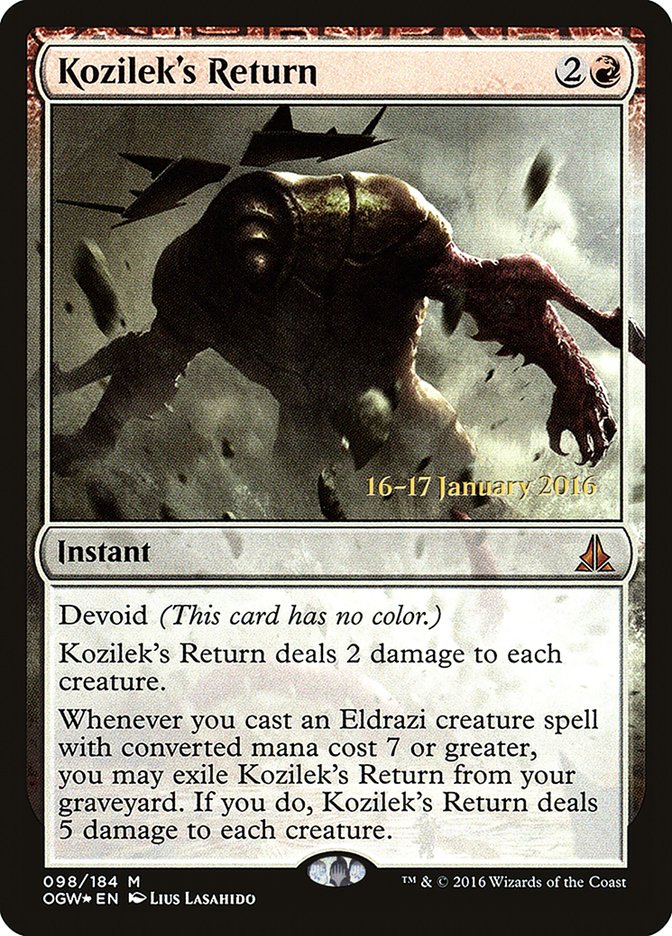 Kozilek's Return 2
16–17 January 2016
Instant
Devoid (This card has no color.)
Kozilek's Return deals 2 damage to each
creature.
Whenever you cast an Eldrazi creature spell
with converted mana cost 7 or greater,
you may exile Kozilek's Return from your
graveyard. If you do, Kozilek's Return deals
5 damage to each creature.
098/184 M
OGW★EN Lius Lasahido
™ & © 2016 Wizards of the Coast